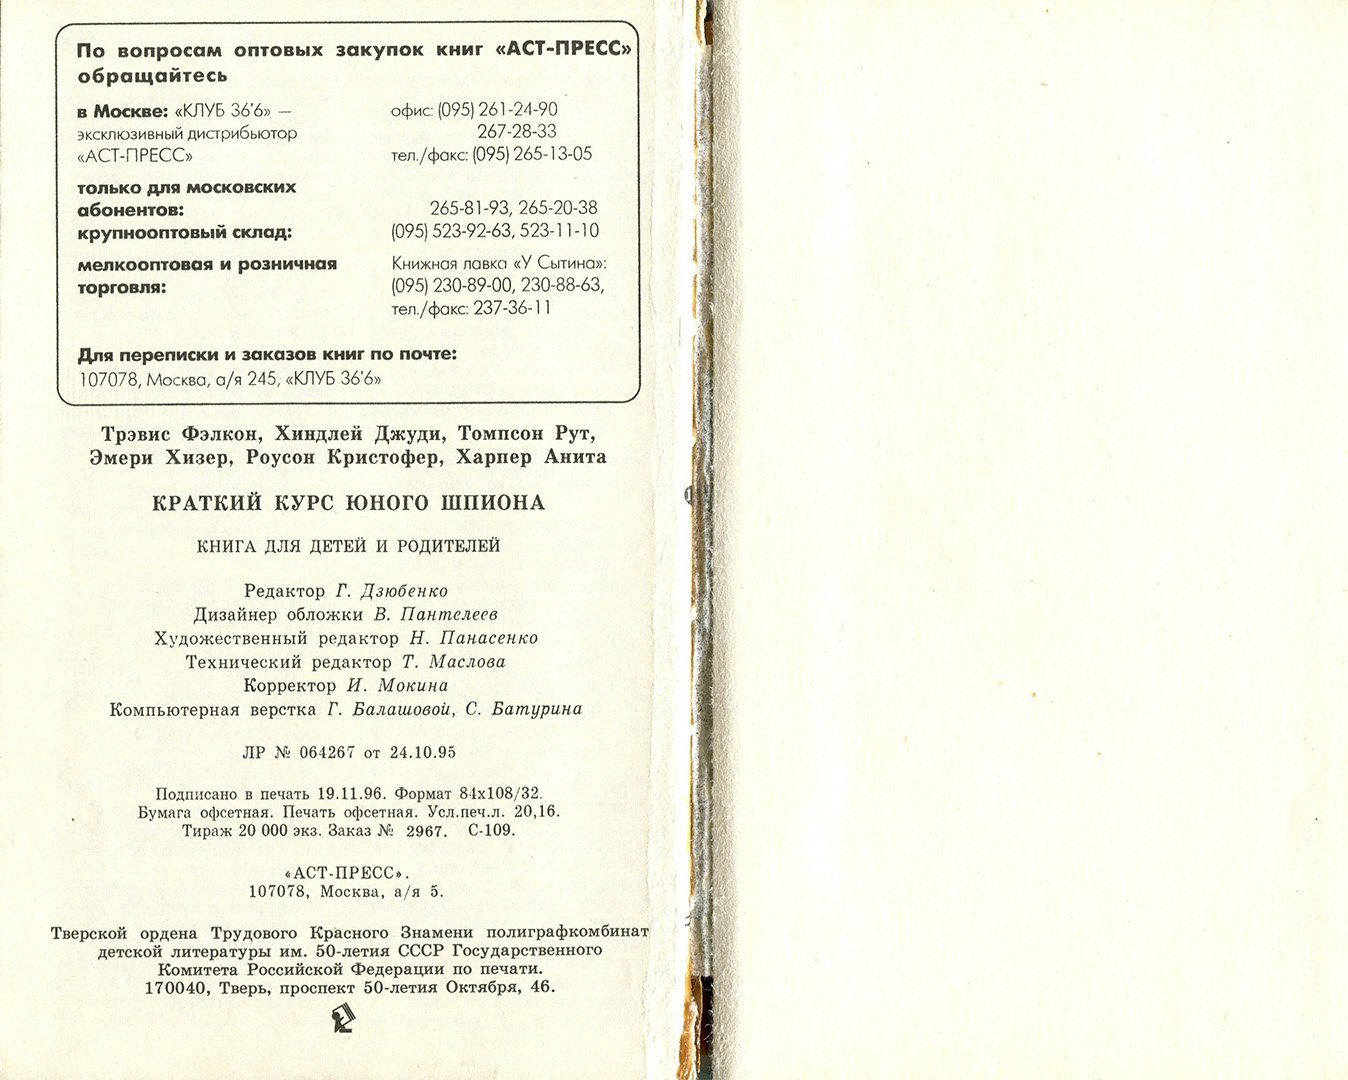 По вопросам оптовых закупок книг «АСТ-ПРЕСС»
обращайтесь
в Москве: «КЛУБ 36'6» — офис: (095) 261-24-90
эксклюзивный дистрибьютор 267-28-33
«АСТ-ПРЕСС» тел./факс: (095) 265-13-05
только для московских
абонентов: 265-81-93, 265-20-38
крупнооптовый склад: (095) 523-92-63, 523-11-10
мелкооптовая и розничная Книжная лавка «У Сытина»:
торговля: (095) 230-89-00, 230-88-63,
тел./факс: 237-36-11
Для переписки и заказов книг по почте:
107078, Москва, а/я 245, «КЛУБ 36'6»
Трэвис Фэлкон, Хиндлей Джуди, Томпсон Рут,
Эмери Хизер, Роусон Кристофер, Харпер Анита
КРАТКИЙ КУРС ЮНОГО ШПИОНА
КНИГА ДЛЯ ДЕТЕЙ И РОДИТЕЛЕЙ
Редактор Г. Дзюбенко
Дизайнер обложки В. Пантелеев
Художественный редактор Н. Панасенко
Технический редактор Т. Маслова
Корректор И. Мокина
Компьютерная верстка Г. Балашовой, С. Батурина
ЛР № 064267 от 24.10.95
Подписано в печать 19.11.96. Формат 84x108/32.
Бумага офсетная. Печать офсетная. Усл.печ.л. 20,16.
Тираж 20 000 экз. Заказ № 2967. С-109.
«АСТ-ПРЕСС».
107078, Москва, а/я 5.
Тверской ордена Трудового Красного Знамени полиграфкомбинат
детской литературы им. 50-летия СССР Государственного
Комитета Российской Федерации по печати.
170040, Тверь, проспект 50-летия Октября, 46.